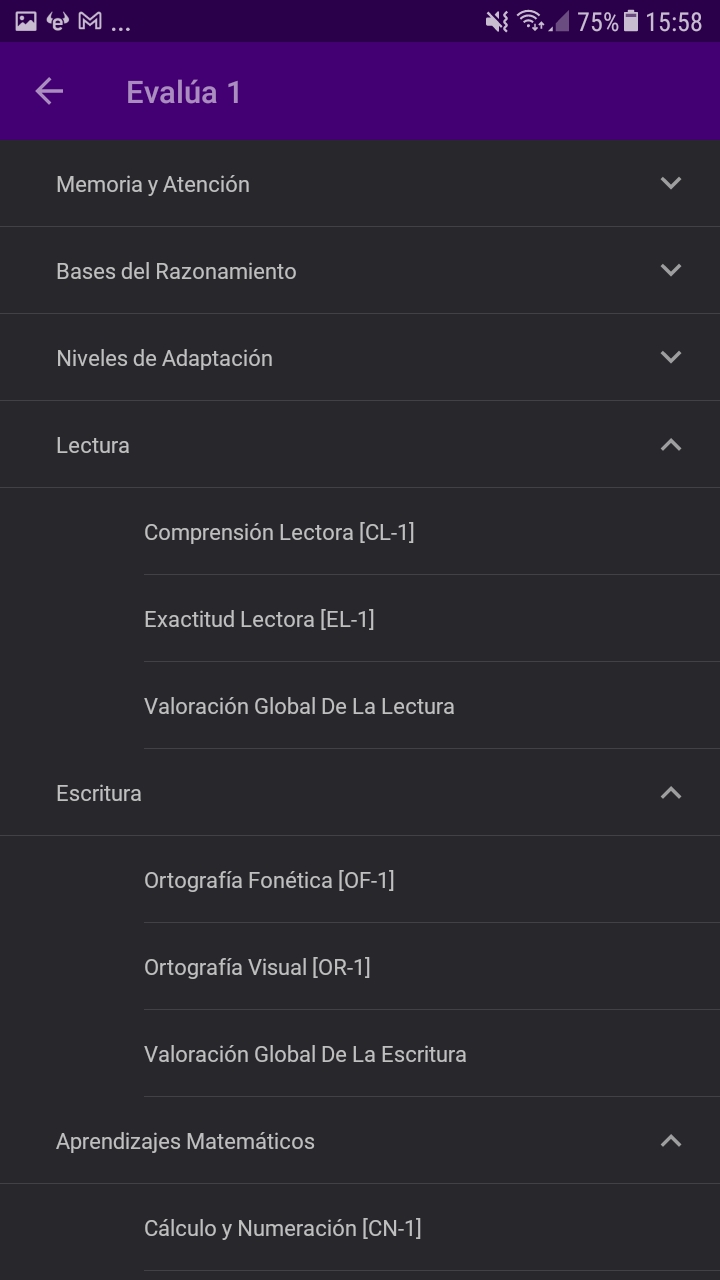 ... 75% 15:58
Evalúa 1
Memoria y Atención
Bases del Razonamiento
Niveles de Adaptación
Lectura
Comprensión Lectora [CL-1]
Exactitud Lectora [EL-1]
Valoración Global De La Lectura
Escritura
Ortografía Fonética [OF-1]
Ortografía Visual [OR-1]
Valoración Global De La Escritura
Aprendizajes Matemáticos
Cálculo y Numeración [CN-1]